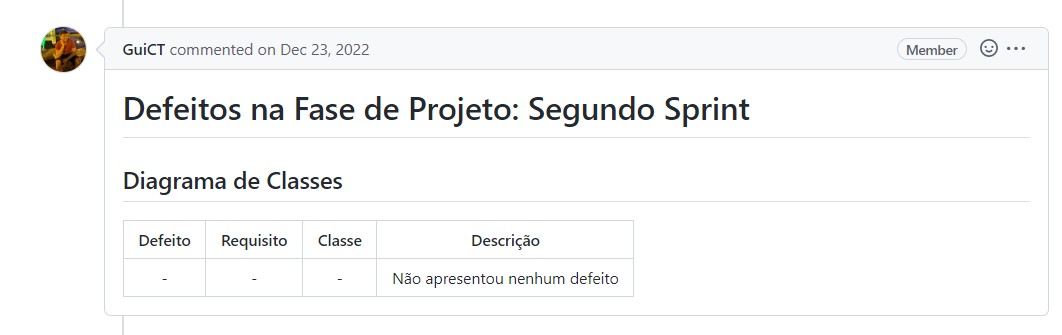 GuiCT commented on Dec 23, 2022 Member
Defeitos na Fase de Projeto: Segundo Sprint
Diagrama de Classes
Defeito Requisito Classe Descrição
- - - Não apresentou nenhum defeito